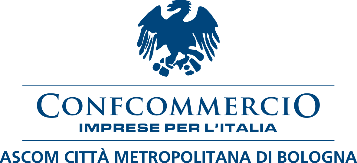 CONFCOMMERCIO
IMPRESE PER L'ITALIA
ASCOM CITTÀ METROPOLITANA DI BOLOGNA